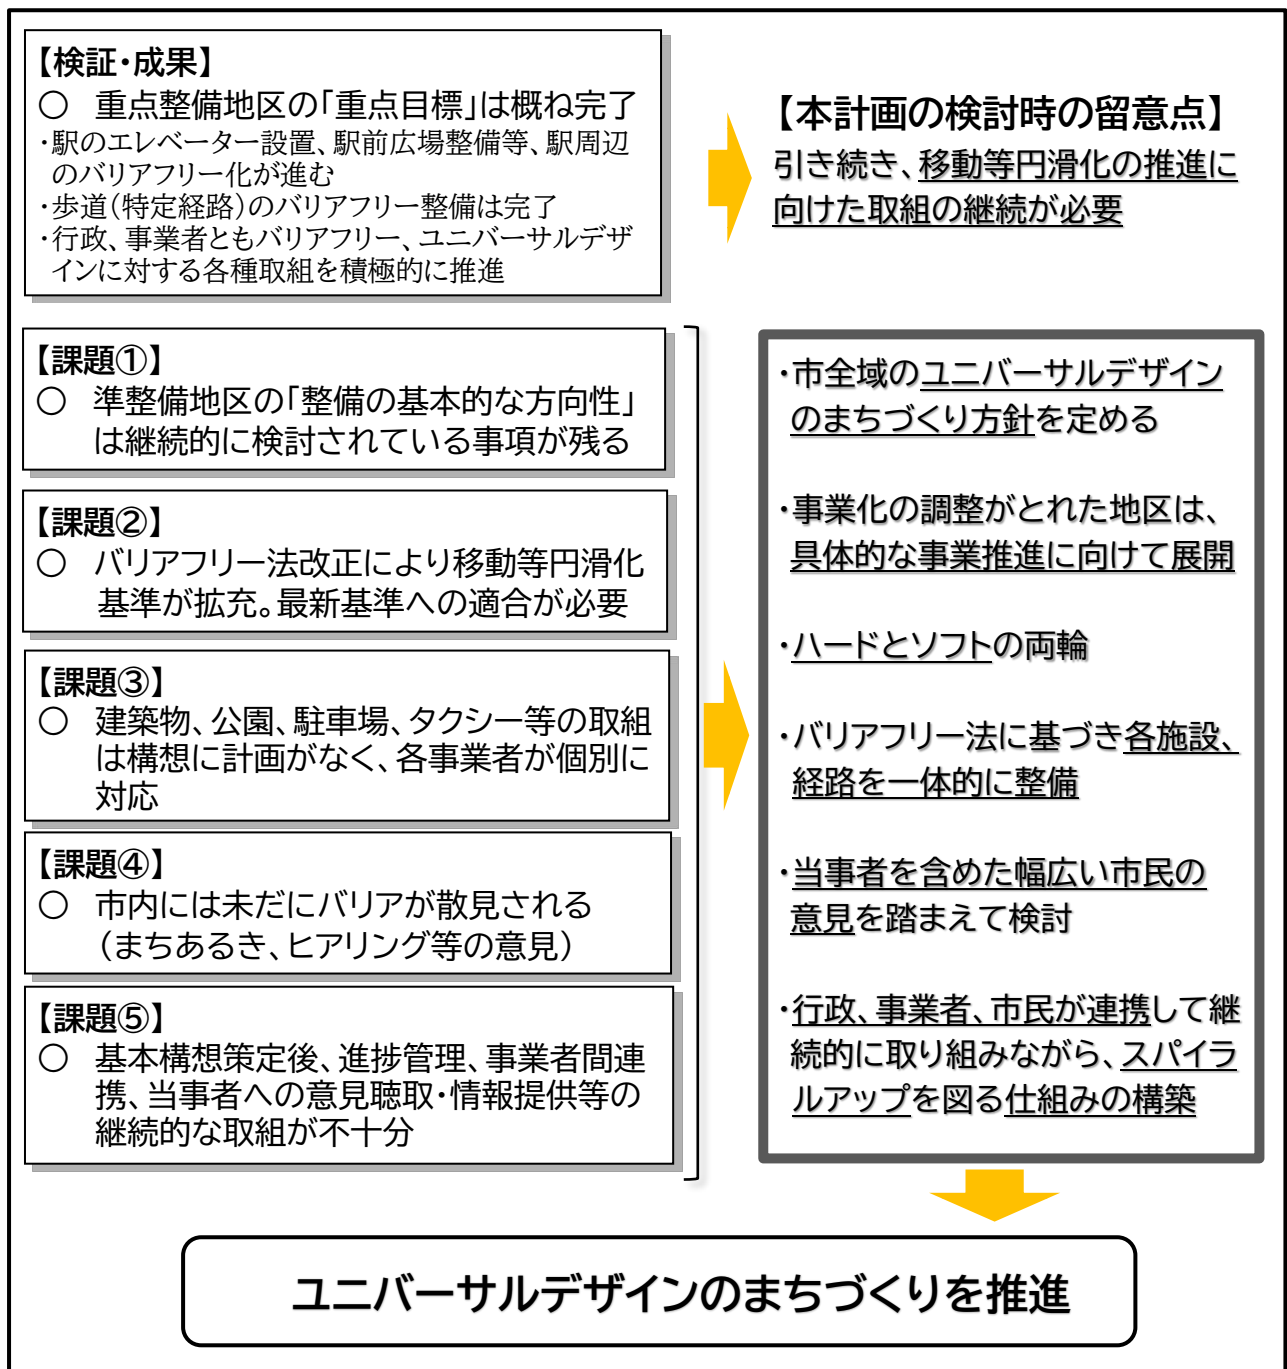 【検証・成果】
○ 重点整備地区の「重点目標」は概ね完了
・駅のエレベーター設置、駅前広場整備等、駅周辺
のバリアフリー化が進む
・歩道(特定経路)のバリアフリー整備は完了
・行政、事業者ともバリアフリー、ユニバーサルデザ
インに対する各種取組を積極的に推進
【本計画の検討時の留意点】
引き続き、移動等円滑化の推進に
向けた取組の継続が必要
【課題①】
○ 準整備地区の「整備の基本的な方向性」
は継続的に検討されている事項が残る
【課題②】
○ バリアフリー法改正により移動等円滑化
基準が拡充。最新基準への適合が必要
【課題③】
○ 建築物、公園、駐車場、タクシー等の取組
は構想に計画がなく、各事業者が個別に
対応
【課題④】
○ 市内には未だにバリアが散見される
(まちあるき、ヒアリング等の意見)
【課題⑤】
○ 基本構想策定後、進捗管理、事業者間連
携、当事者への意見聴取・情報提供等の
継続的な取組が不十分
・市全域のユニバーサルデザイン
のまちづくり方針を定める
・事業化の調整がとれた地区は、
具体的な事業推進に向けて展開
・ハードとソフトの両輪
・バリアフリー法に基づき各施設、
経路を一体的に整備
・当事者を含めた幅広い市民の
意見を踏まえて検討
・行政、事業者、市民が連携して継
続的に取り組みながら、スパイラ
ルアップを図る仕組みの構築
ユニバーサルデザインのまちづくりを推進